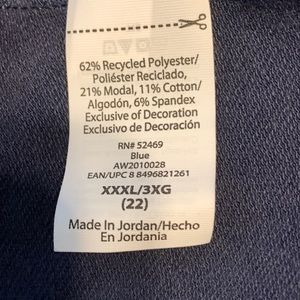 62% Recycled Polyester/
Poliéster Reciclado,
21% Modal, 11% Cotton/
Algodón, 6% Spandex
Exclusive of Decoration
Exclusivo de Decoración
RN# 52469
Blue
AW2010028
EAN/UPC 8 8496821261
XXXL/3XG
(22)
Made In Jordan/Hecho
En Jordania